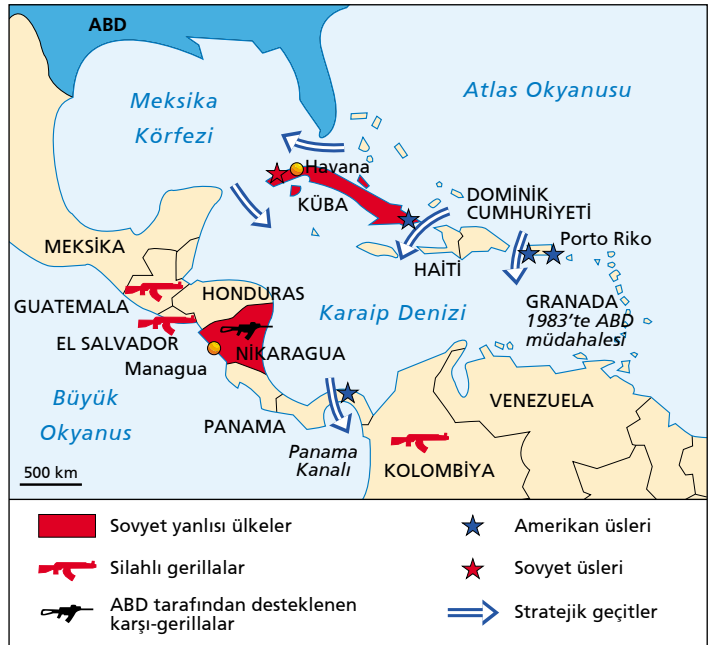 ABD
Meksika
Körfezi
Atlas Okyanusu
Havana
KÜBA
DOMİNİK
CUMHURİYETİ
Porto Riko
MEKSİKA
HAİTİ
GUATEMALA
HONDURAS
Karaip Denizi
GRANADA
1983’te ABD
müdahalesi
EL SALVADOR
NİKARAGUA
Managua
Büyük
Okyanus
PANAMA
VENEZUELA
Panama
Kanalı
KOLOMBİYA
500 km
Sovyet yanlısı ülkeler
Amerikan üsleri
Silahlı gerillalar
Sovyet üsleri
ABD tarafından desteklenen
karşı-gerillalar
Stratejik geçitler